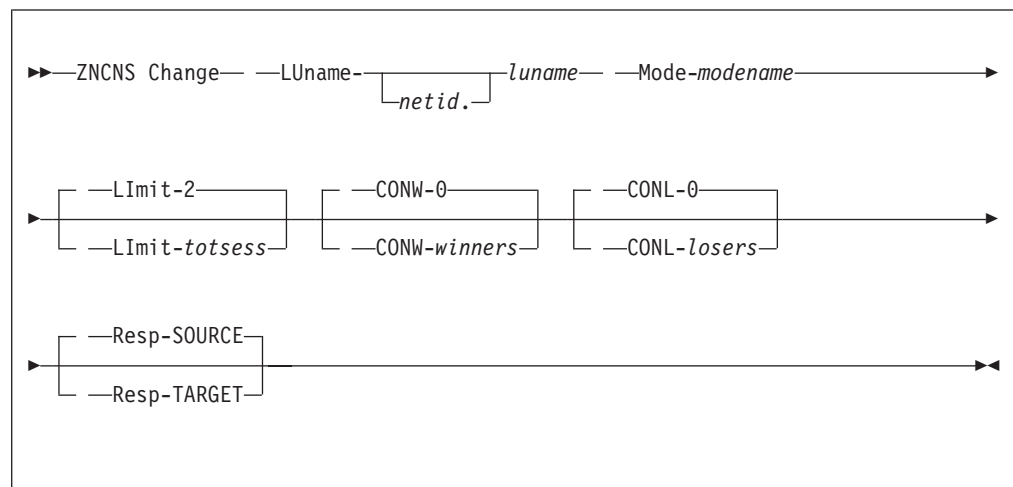 ZNCNS Change LUname- luname Mode-modename
netid.
LImit-2 CONW-0 CONL-0
LImit-totsess CONW-winners CONL-losers
Resp-SOURCE
Resp-TARGET